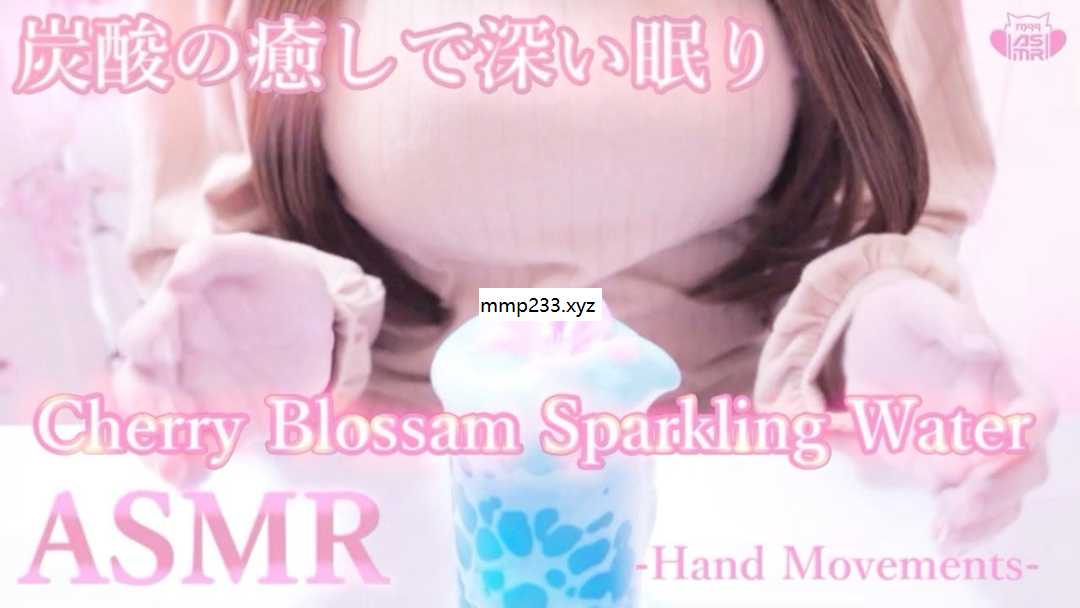 炭酸の癒しで深い眠り
ASMR
mmp233.xyz
Cherry Blossam Sparkling Water
ASMR
-Hand Movements-